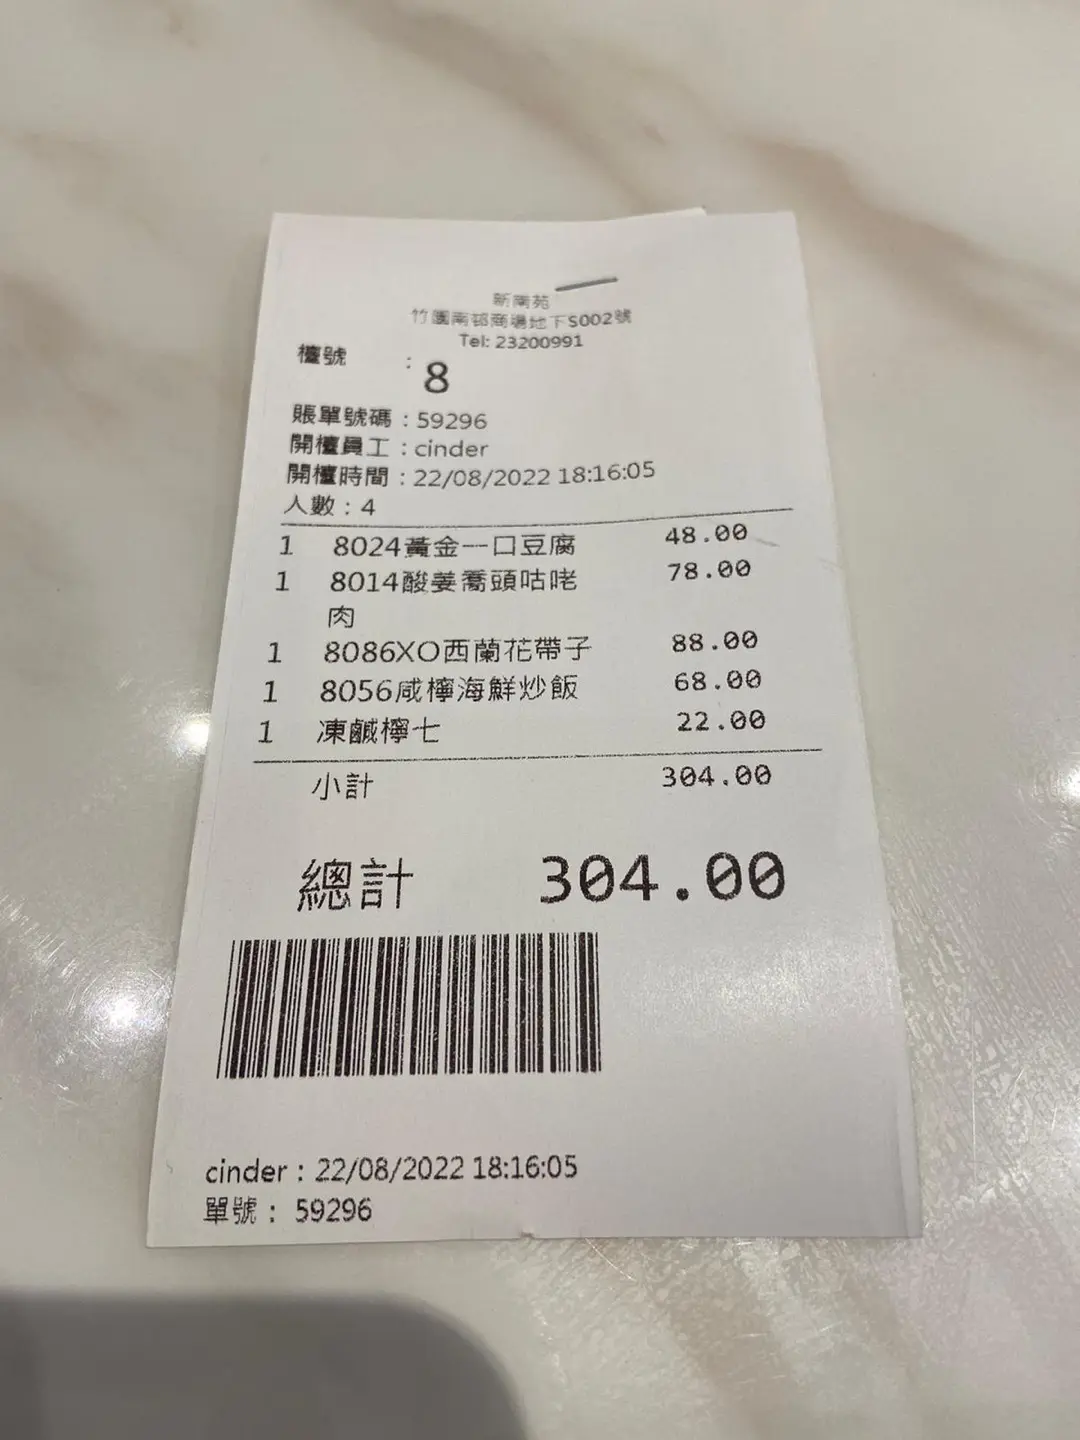 新南苑
竹園南邨商場地下S002號
Tel: 23200991
檯號 : 8
賬單號碼 : 59296
開檯員工 : cinder
開檯時間 : 22/08/2022 18:16:05
人數 : 4
1 8024黃金一口豆腐 48.00
1 8014酸姜蕎頭咕咾 78.00
肉
1 8086XO西蘭花帶子 88.00
1 8056咸檸海鮮炒飯 68.00
1 凍鹹檸七 22.00
小計 304.00
總計 304.00
cinder : 22/08/2022 18:16:05
單號 : 59296